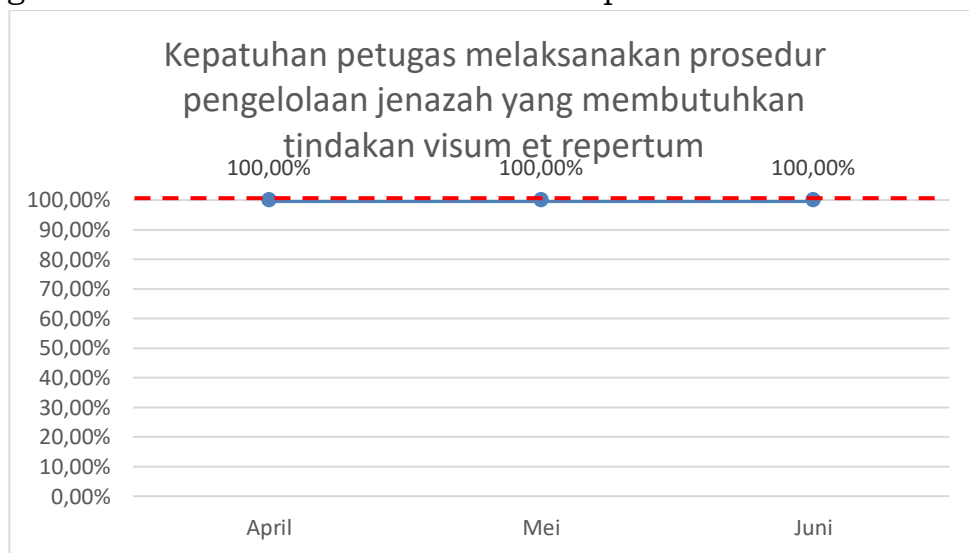 Kepatuhan petugas melaksanakan prosedur
pengelolaan jenazah yang membutuhkan
tindakan visum et repertum
100,00% 100,00% 100,00%
100,00%
90,00%
80,00%
70,00%
60,00%
50,00%
40,00%
30,00%
20,00%
10,00%
0,00%
April Mei Juni